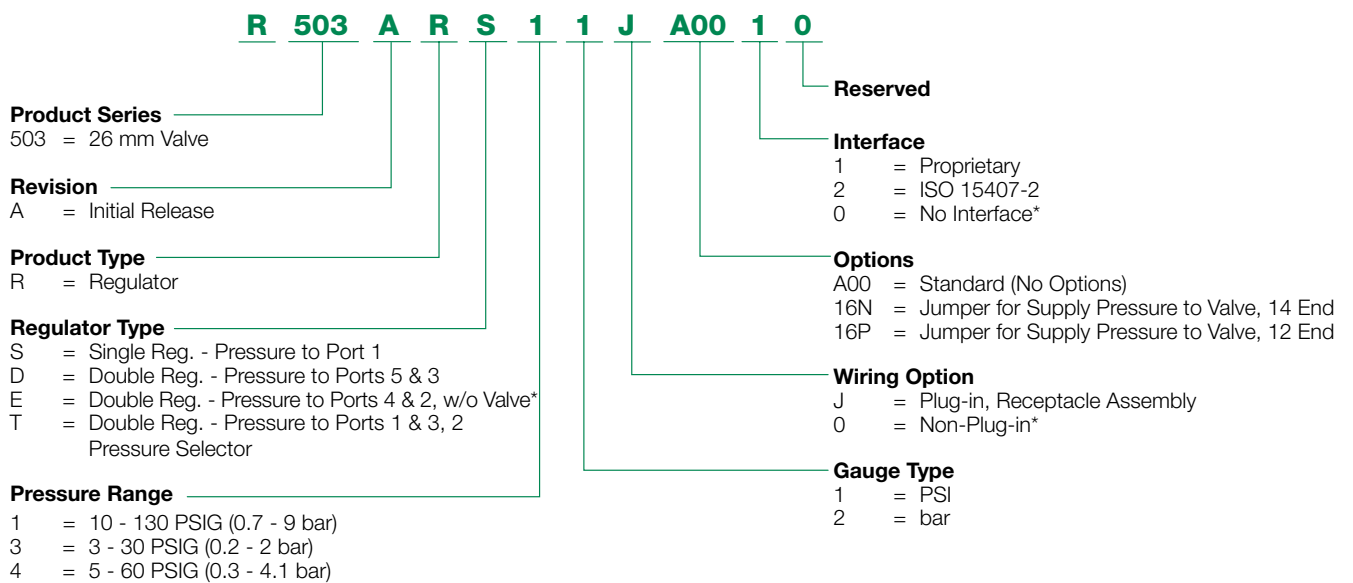 R 503 A R S 1 1 J A00 1 0
Product Series
503 = 26 mm Valve
Revision
A = Initial Release
Product Type
R = Regulator
Regulator Type
S = Single Reg. - Pressure to Port 1
D = Double Reg. - Pressure to Ports 5 & 3
E = Double Reg. - Pressure to Ports 4 & 2, w/o Valve*
T = Double Reg. - Pressure to Ports 1 & 3, 2
Pressure Selector
Pressure Range
1 = 10 - 130 PSIG (0.7 - 9 bar)
3 = 3 - 30 PSIG (0.2 - 2 bar)
4 = 5 - 60 PSIG (0.3 - 4.1 bar)
Reserved
Interface
1 = Proprietary
2 = ISO 15407-2
0 = No Interface*
Options
A00 = Standard (No Options)
16N = Jumper for Supply Pressure to Valve, 14 End
16P = Jumper for Supply Pressure to Valve, 12 End
Wiring Option
J = Plug-in, Receptacle Assembly
0 = Non-Plug-in*
Gauge Type
1 = PSI
2 = bar